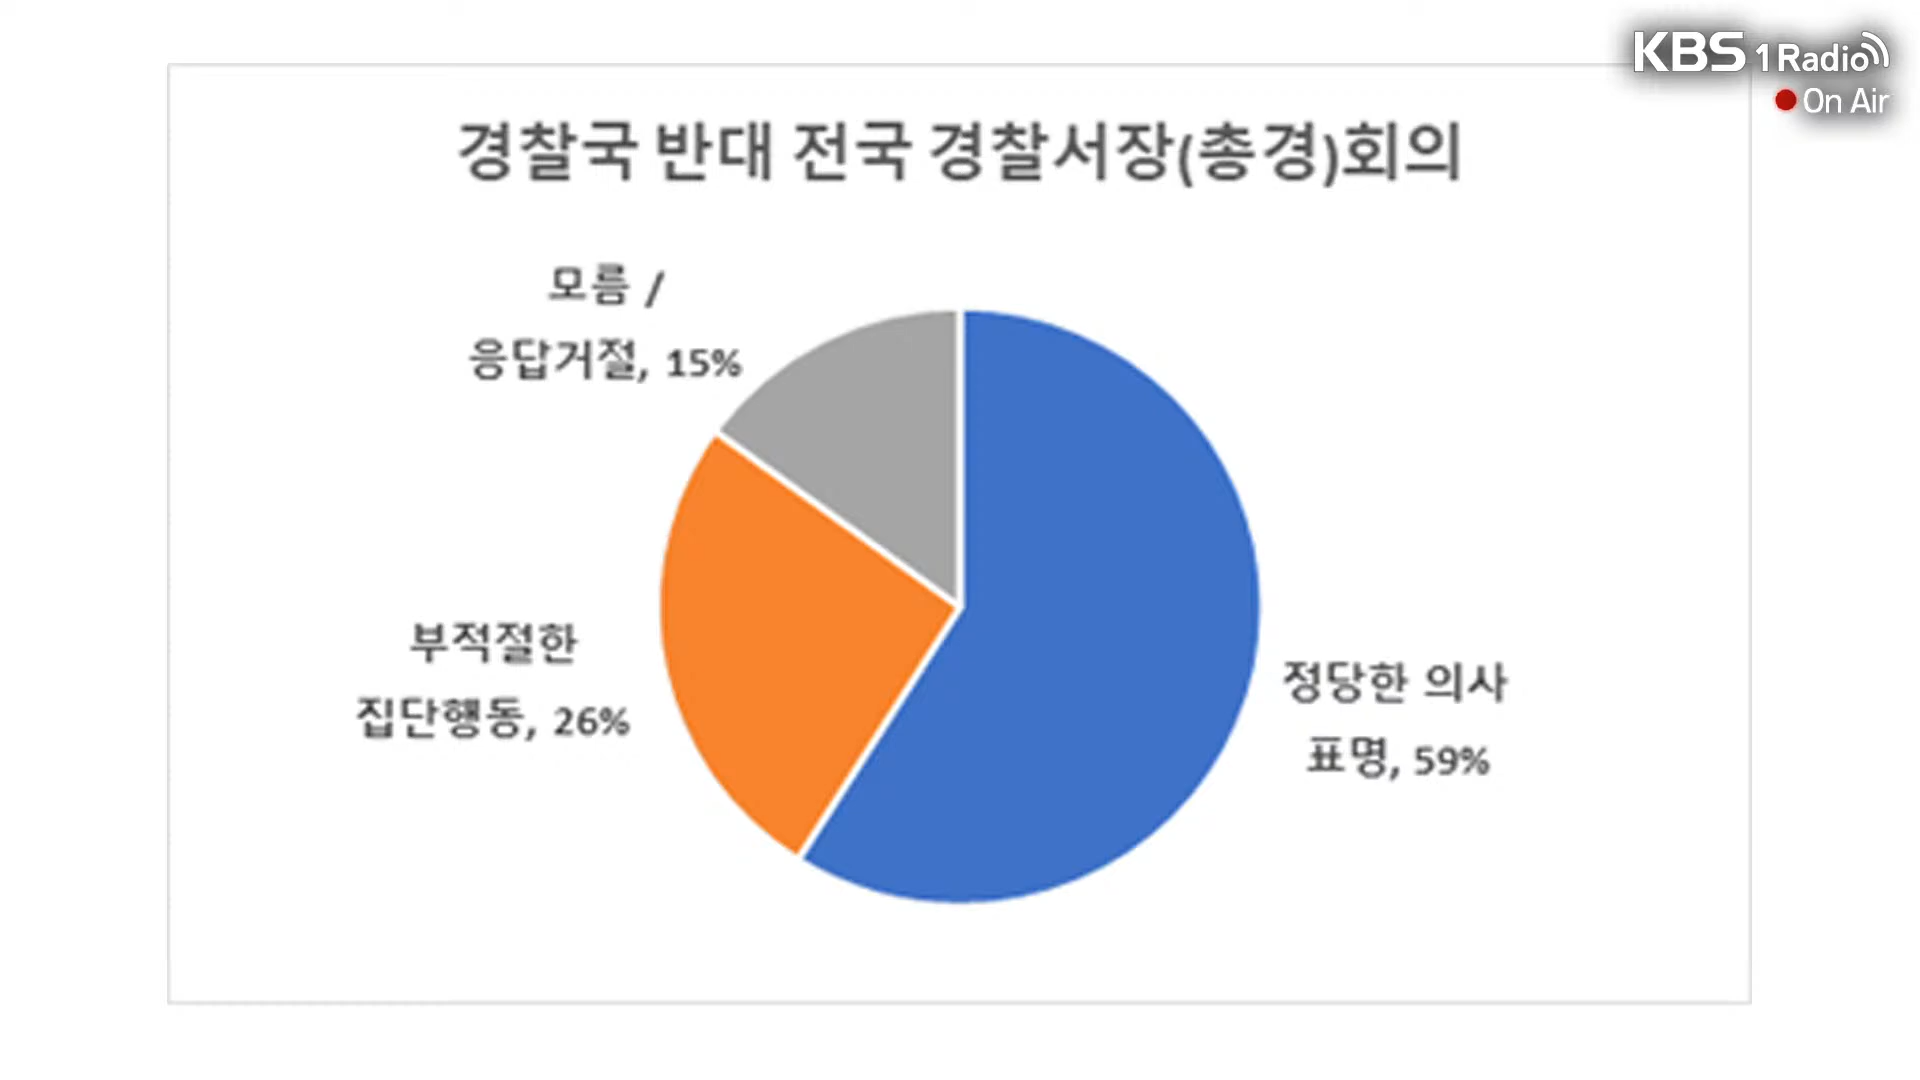 KBS 1Radio
On Air
경찰국 반대 전국 경찰서장(총경)회의
모름 /
응답거절, 15%
부적절한
집단행동, 26%
정당한 의사
표명, 59%